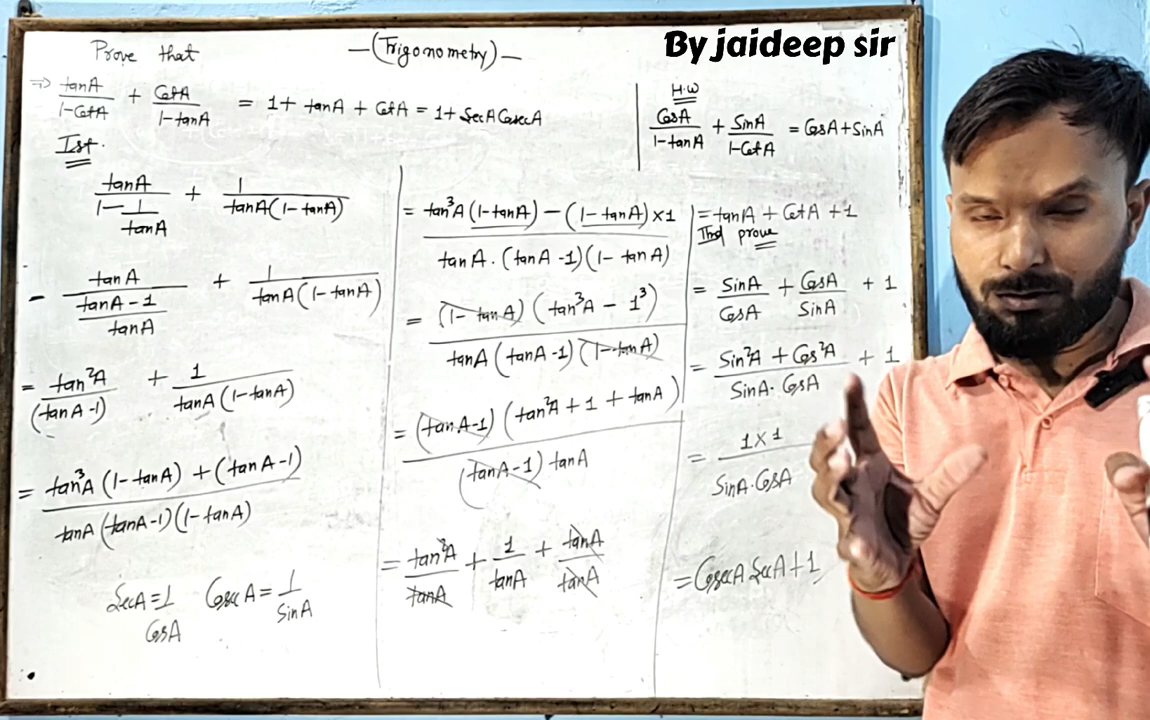 By jaideep sir
Prove that
—(Trigonometry)—
⇒ tanA/(1-CotA) + CotA/(1-tanA) = 1+ tanA + CotA = 1+ SecA CosecA
Ist.
tanA/(1-1/tanA) + 1/(tanA(1-tanA))
- tanA/((tanA-1)/tanA) + 1/(tanA(1-tanA))
= tan²A/(tanA-1) + 1/(tanA(1-tanA))
= (tan³A(1-tanA) + (tanA-1))/(tanA(tanA-1)(1-tanA))
SecA=1/CosA CosecA=1/SinA
= (tan³A(1-tanA) - (1-tanA)×1)/(tanA.(tanA-1)(1-tanA))
= ((1-tanA)(tan³A - 1³))/(tanA(tanA-1)(1-tanA))
= ((tanA-1)(tan²A + 1 + tanA))/((tanA-1) tanA)
= tan²A/tanA + 1/tanA + tanA/tanA
H.W
CosA/(1-tanA) + SinA/(1-CotA) = CosA+SinA
= tanA + CotA + 1
prove
= SinA/CosA + CosA/SinA + 1
= (Sin²A + Cos²A)/(SinA. CosA) + 1
= (1×1)/(SinA.CosA)
= CosecA SecA+1